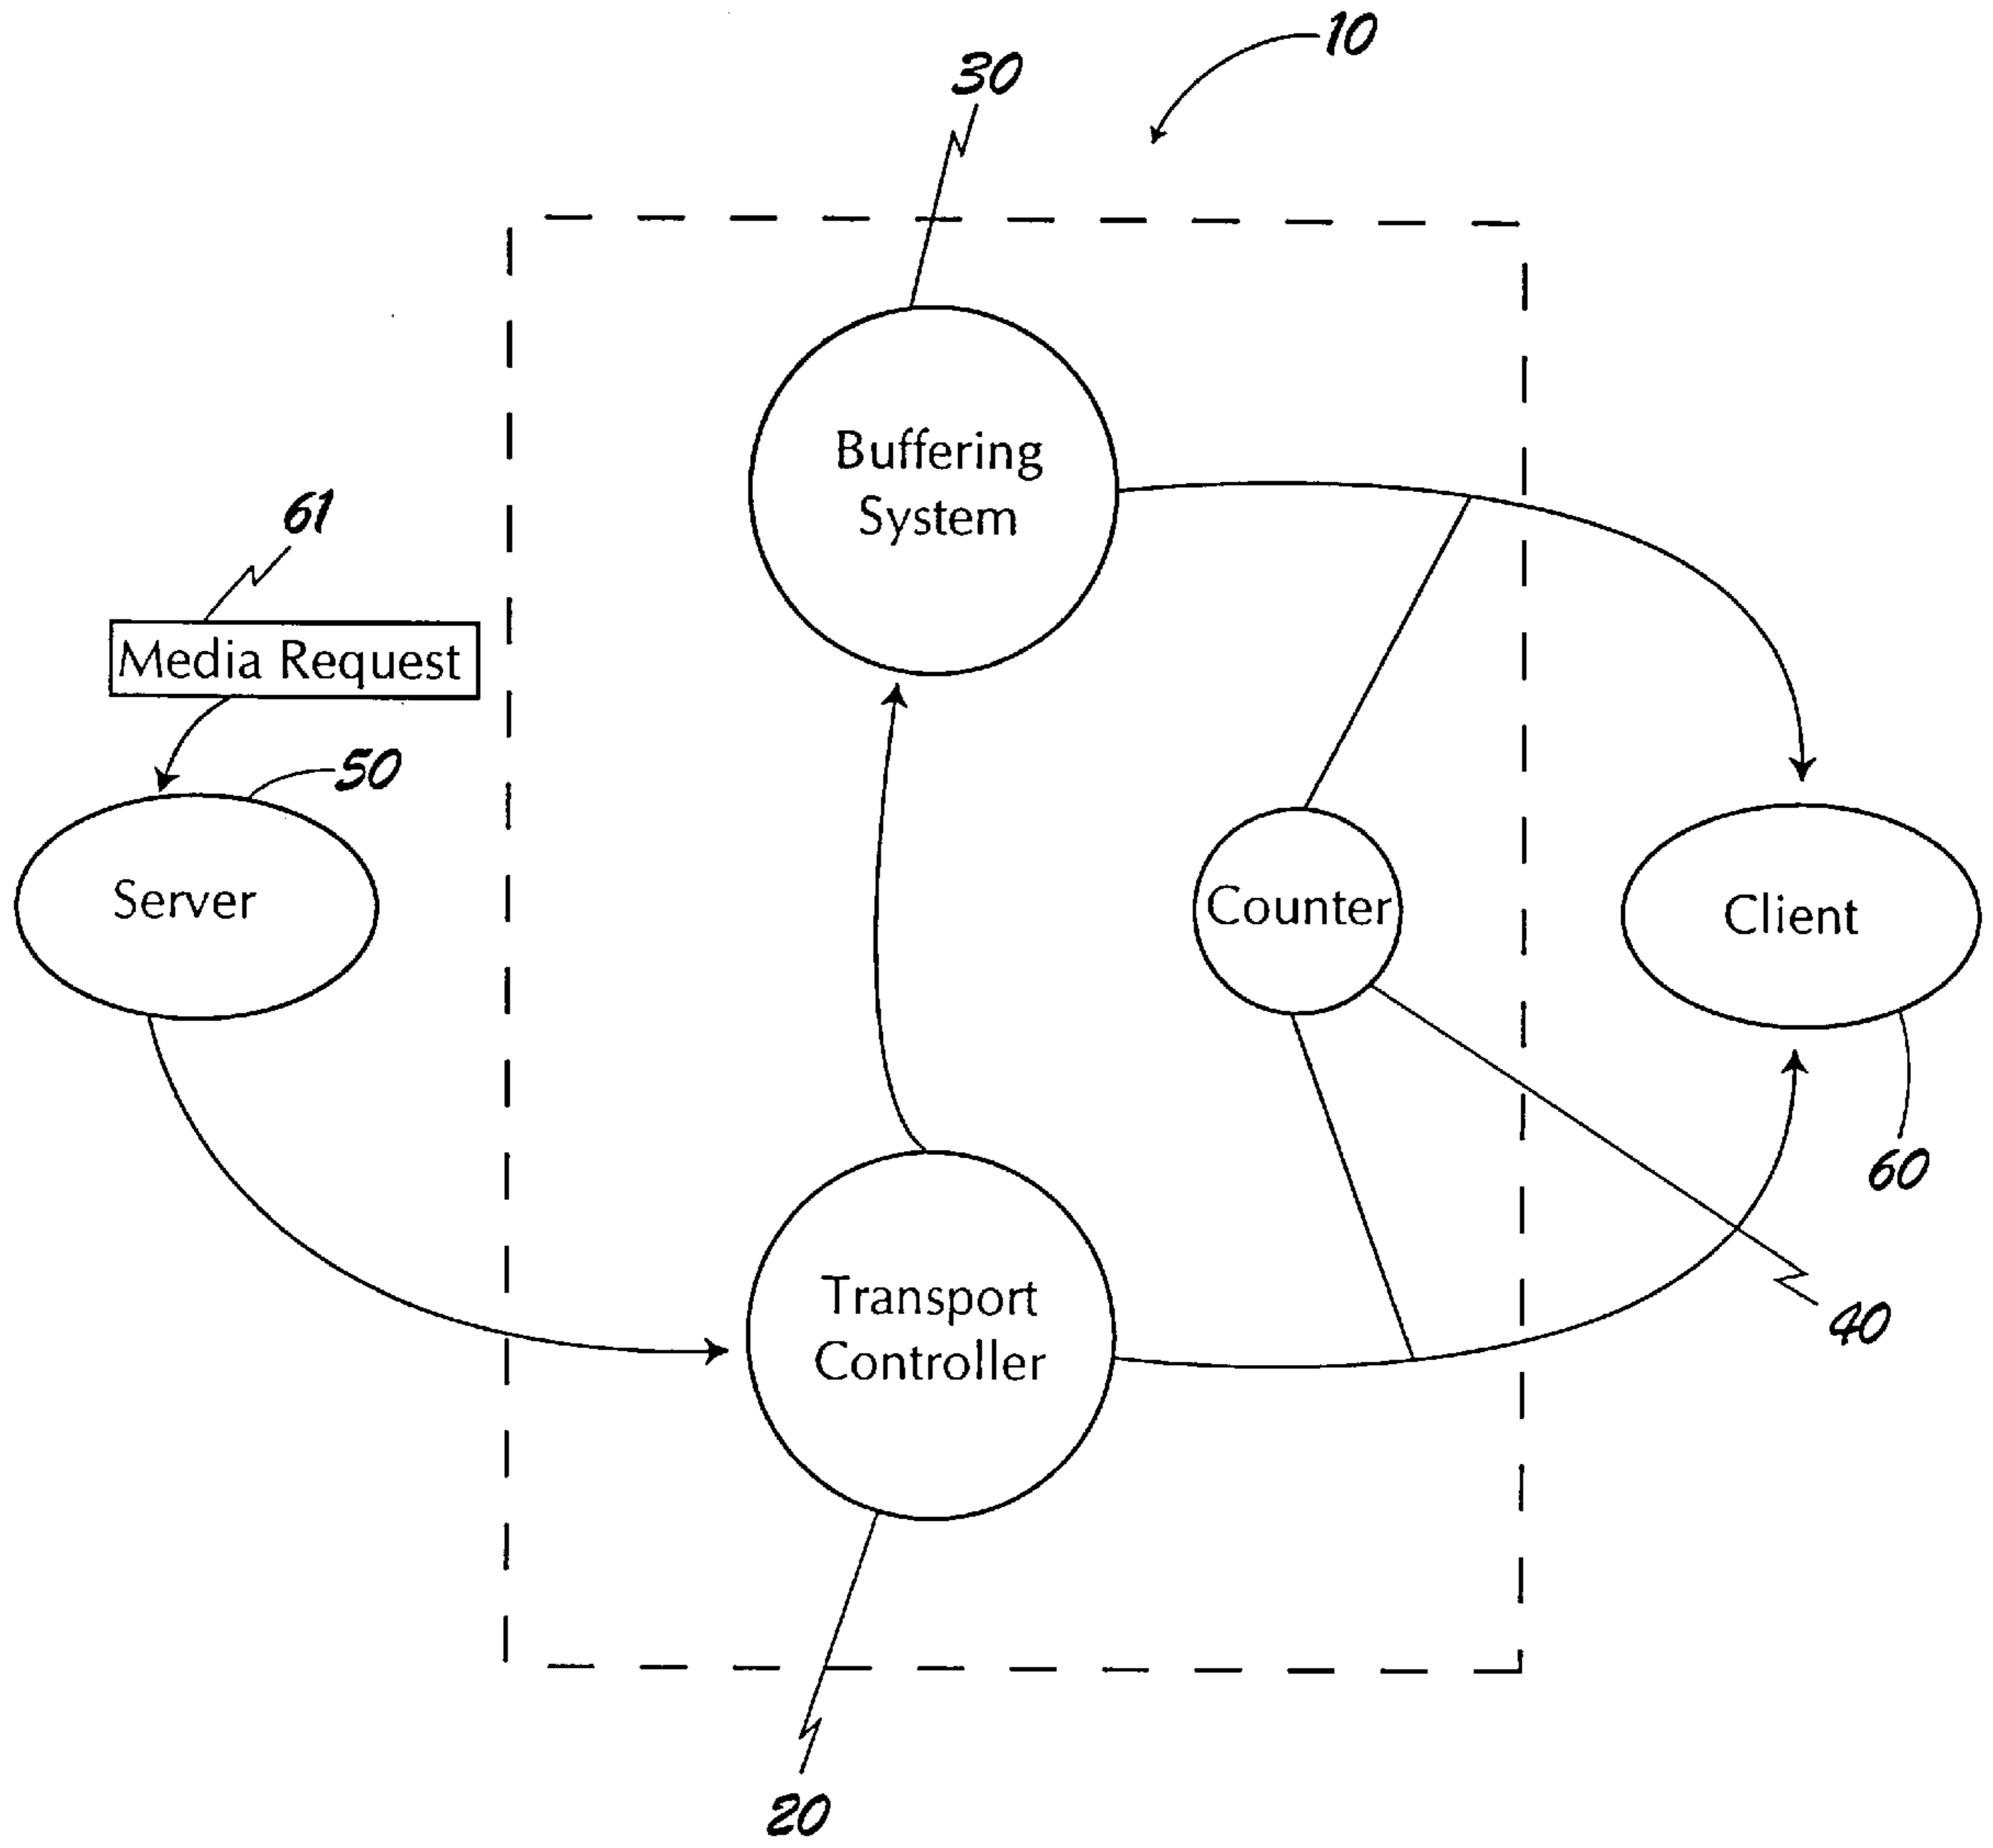 10
30
Buffering
System
61
Media Request
50
Server
Counter
Client
60
Transport
Controller
40
20